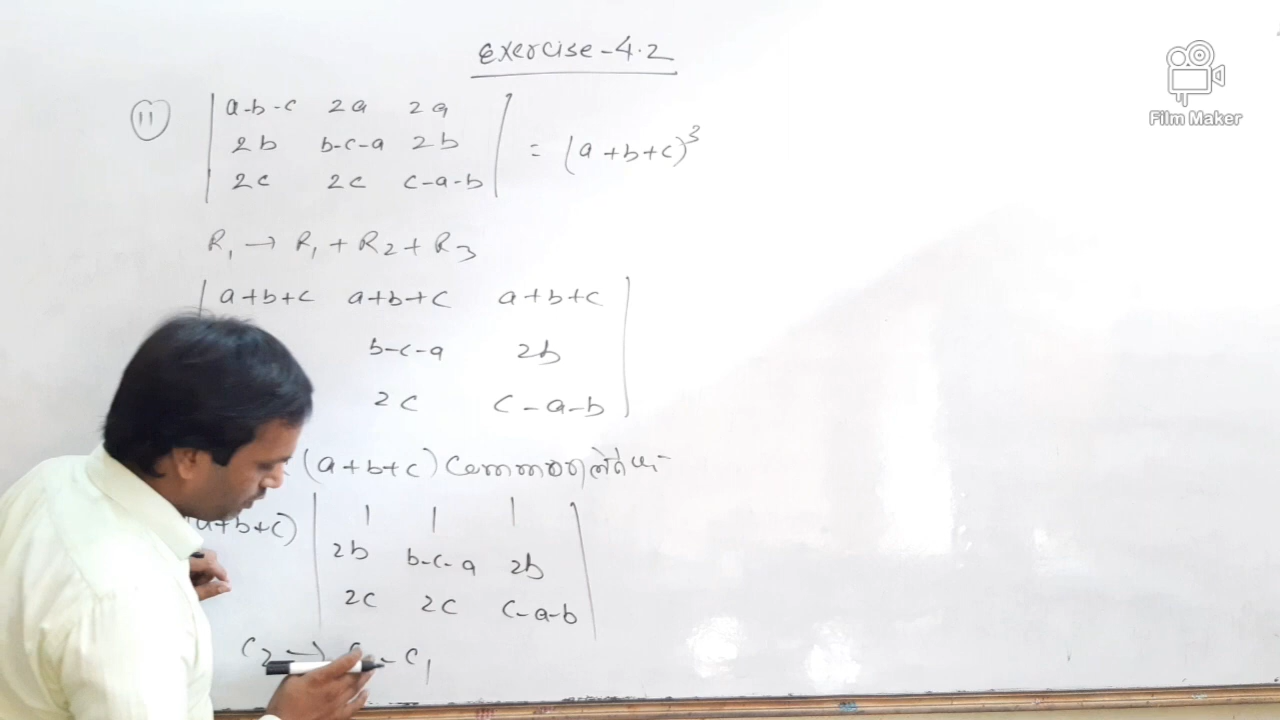 Exercise-4.2
(11) | a-b-c 2a 2a |
| 2b b-c-a 2b | = (a+b+c)³
| 2c 2c c-a-b |
R₁ → R₁ + R₂ + R₃
| a+b+c a+b+c a+b+c |
b-c-a 2b
2c c-a-b |
(a+b+c) Common लेने पर
(a+b+c) | 1 1 1 |
| 2b b-c-a 2b |
| 2c 2c c-a-b |
C₂ → - C₁
Film Maker